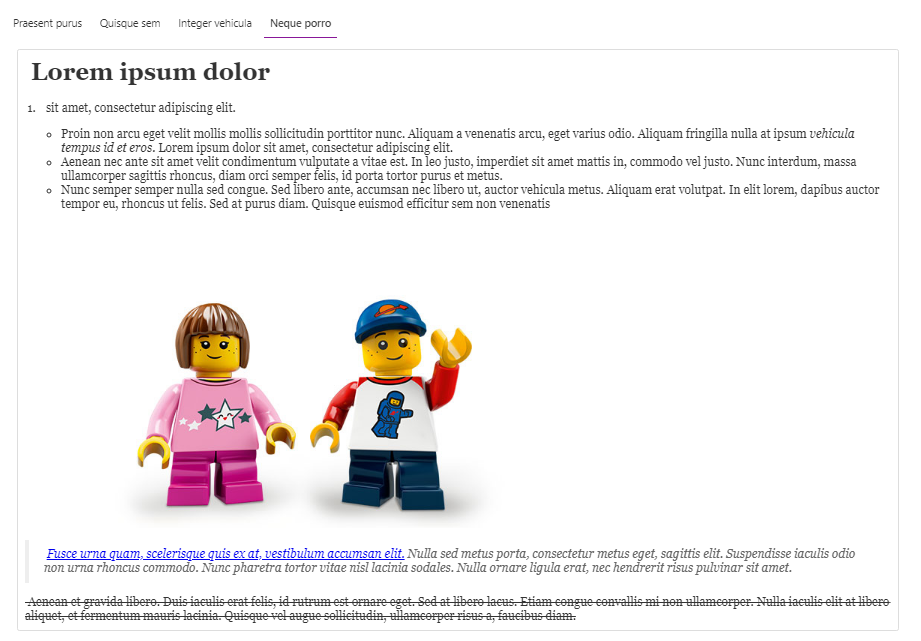 Praesent purus Quisque sem Integer vehicula Neque porro
Lorem ipsum dolor
1. sit amet, consectetur adipiscing elit.
Proin non arcu eget velit mollis mollis sollicitudin porttitor nunc. Aliquam a venenatis arcu, eget varius odio. Aliquam fringilla nulla at ipsum vehicula
tempus id et eros. Lorem ipsum dolor sit amet, consectetur adipiscing elit.
Aenean nec ante sit amet velit condimentum vulputate a vitae est. In leo justo, imperdiet sit amet mattis in, commodo vel justo. Nunc interdum, massa
ullamcorper sagittis rhoncus, diam orci semper felis, id porta tortor purus et metus.
Nunc semper semper nulla sed congue. Sed libero ante, accumsan nec libero ut, auctor vehicula metus. Aliquam erat volutpat. In elit lorem, dapibus auctor
tempor eu, rhoncus ut felis. Sed at purus diam. Quisque euismod efficitur sem non venenatis
Fusce urna quam, scelerisque quis ex at, vestibulum accumsan elit. Nulla sed metus porta, consectetur metus eget, sagittis elit. Suspendisse iaculis odio
non urna rhoncus commodo. Nunc pharetra tortor vitae nisl lacinia sodales. Nulla ornare ligula erat, nec hendrerit risus pulvinar sit amet.
Aenean et gravida libero. Duis iaculis erat felis, id rutrum est ornare eget. Sed at libero lacus. Etiam congue convallis mi non ullamcorper. Nulla iaculis elit at libero
aliquet, et fermentum mauris lacinia. Quisque vel augue sollicitudin, ullamcorper risus a, faucibus diam.